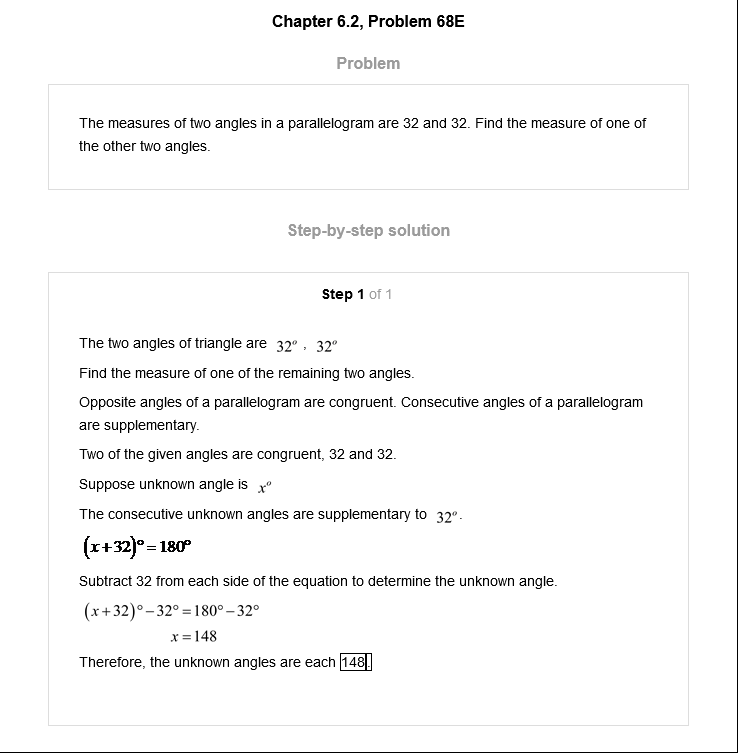 Chapter 6.2, Problem 68E
Problem
The measures of two angles in a parallelogram are 32 and 32. Find the measure of one of
the other two angles.
Step-by-step solution
Step 1 of 1
The two angles of triangle are 32° , 32°
Find the measure of one of the remaining two angles.
Opposite angles of a parallelogram are congruent. Consecutive angles of a parallelogram
are supplementary.
Two of the given angles are congruent, 32 and 32.
Suppose unknown angle is x°
The consecutive unknown angles are supplementary to 32°.
(x+32)°=180°
Subtract 32 from each side of the equation to determine the unknown angle.
(x+32)°−32°=180°−32°
x=148
Therefore, the unknown angles are each 148.